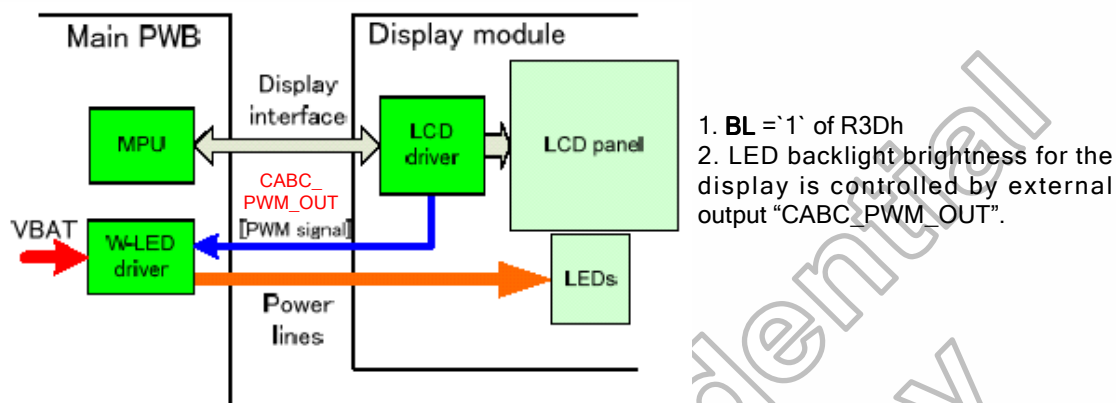 Main PWB
Display module
Display
interface
MPU
LCD
driver
LCD panel
CABC_
PWM_OUT
[PWM signal]
VBAT
W-LED
driver
LEDs
Power
lines
1. BL =`1` of R3Dh
2. LED backlight brightness for the
display is controlled by external
output “CABC_PWM_OUT”.